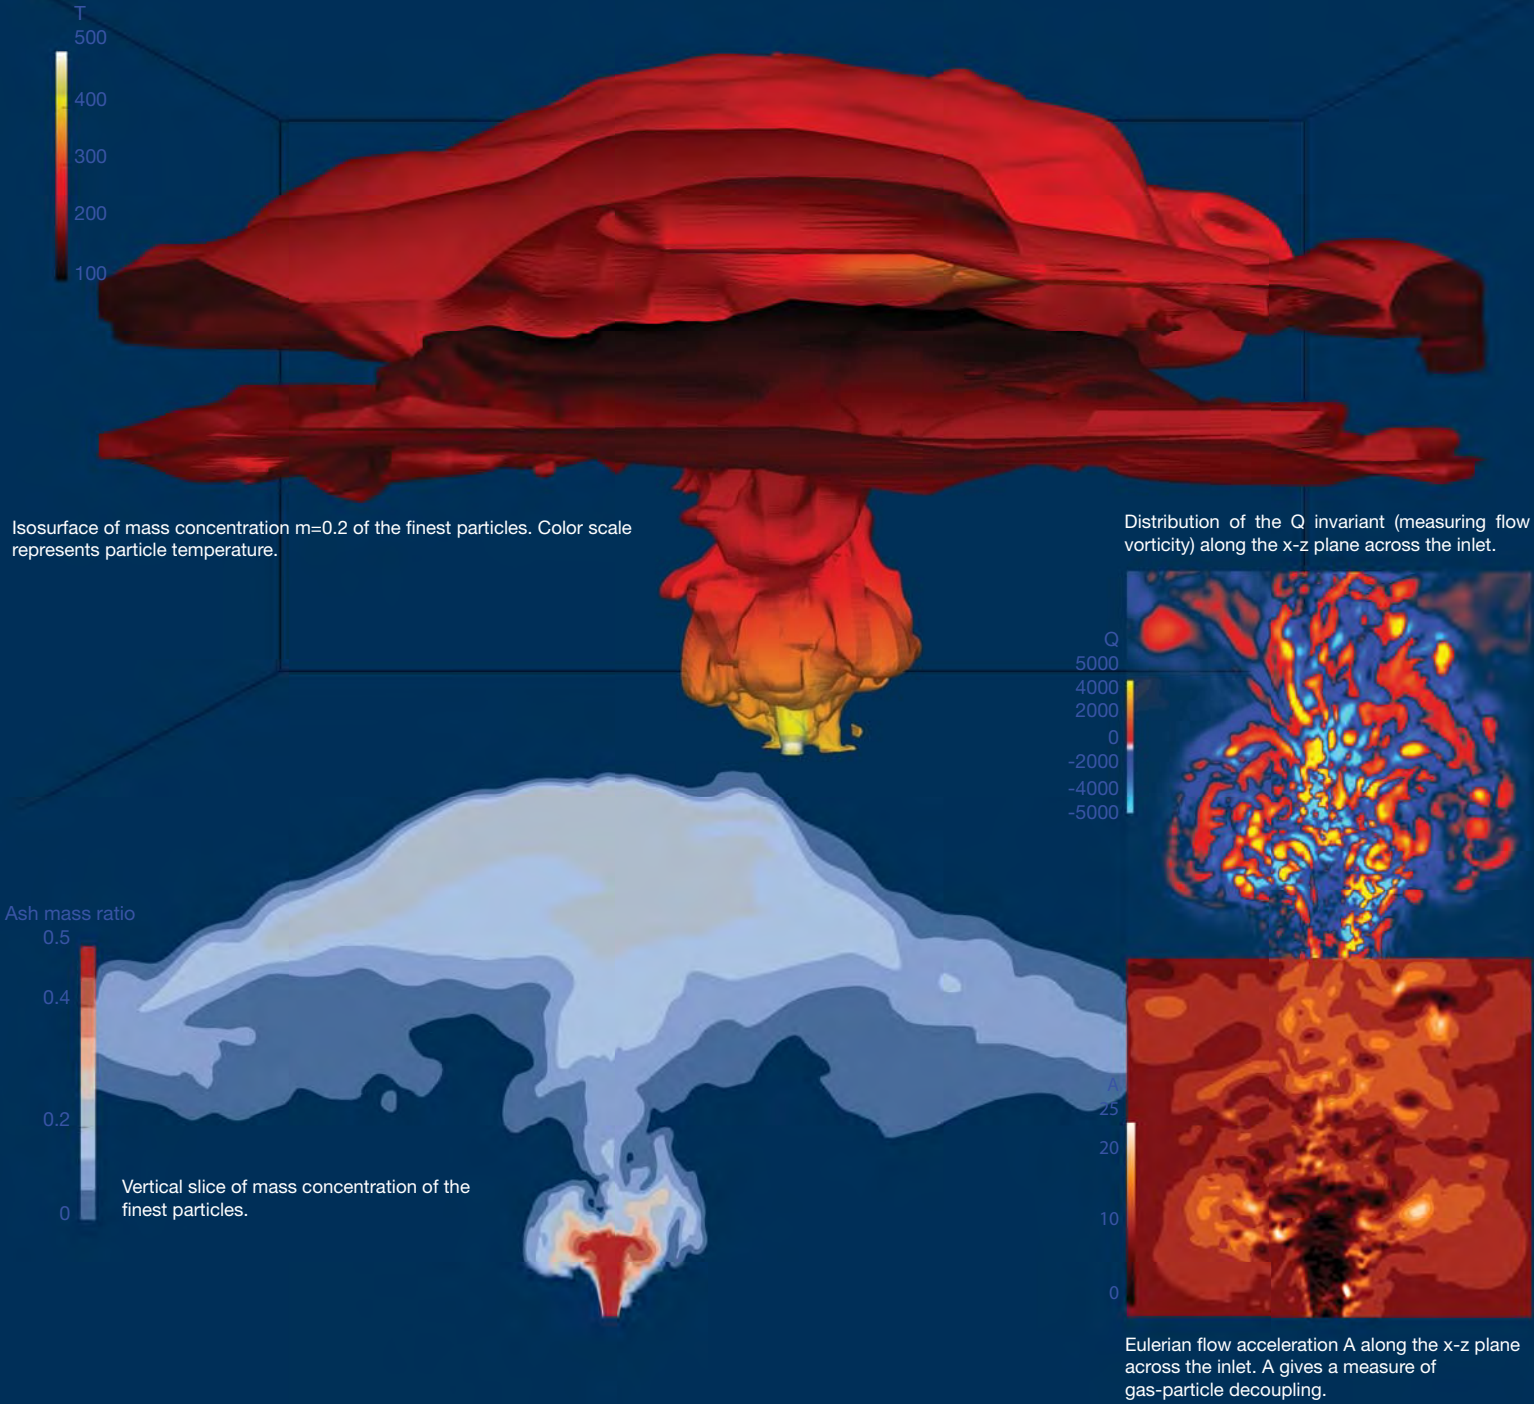 T
500
400
300
200
100
Isosurface of mass concentration m=0.2 of the finest particles. Color scale
represents particle temperature.
Distribution of the Q invariant (measuring flow
vorticity) along the x-z plane across the inlet.
Q
5000
4000
2000
0
-2000
-4000
-5000
Ash mass ratio
0.5
0.4
0.2
0
Vertical slice of mass concentration of the
finest particles.
A
25
20
10
0
Eulerian flow acceleration A along the x-z plane
across the inlet. A gives a measure of
gas-particle decoupling.